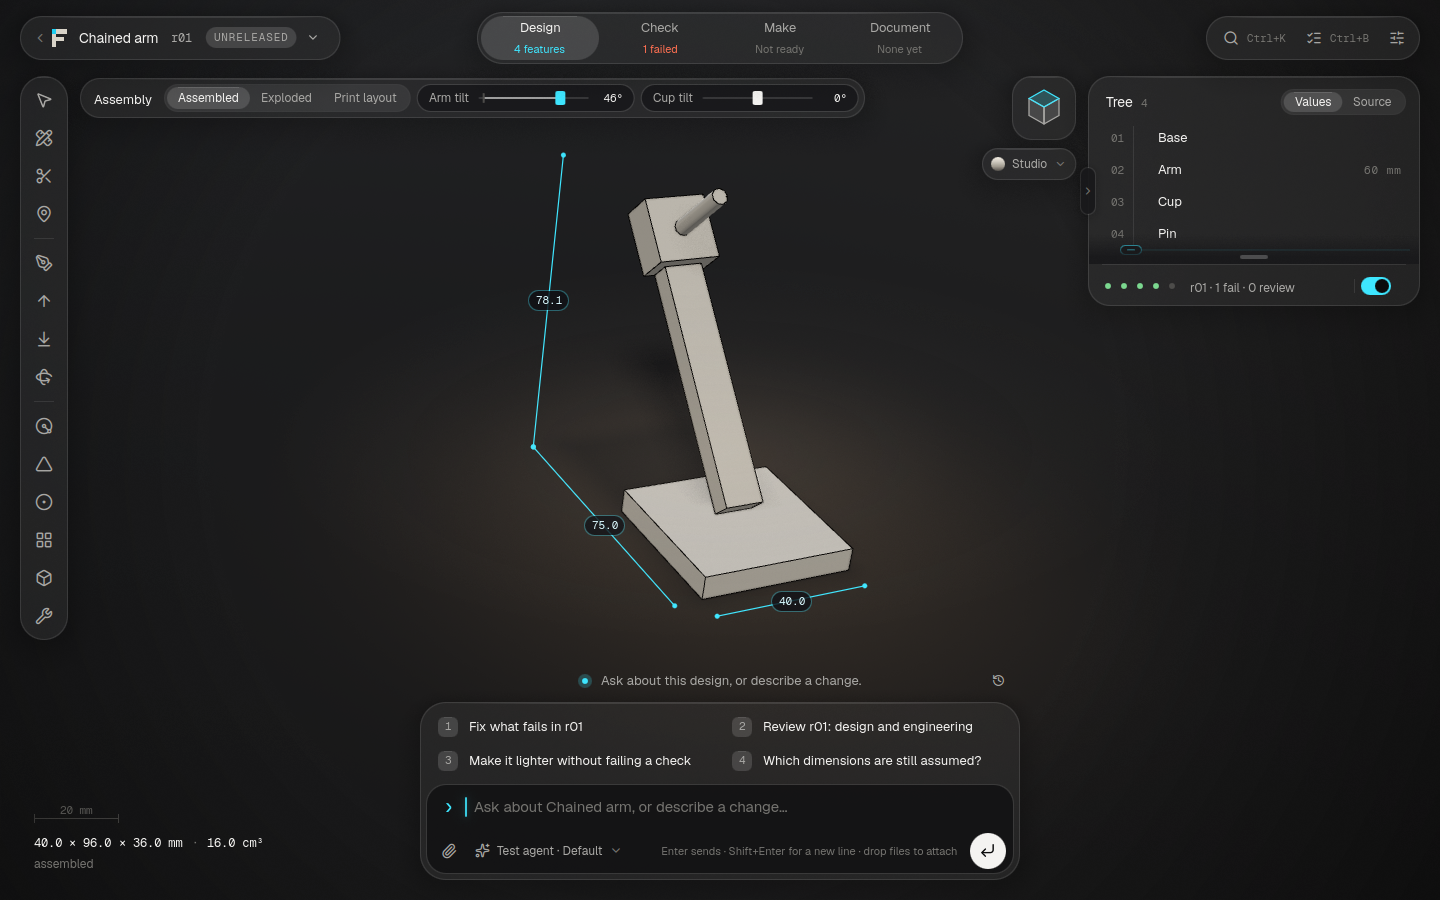 Chained arm r01 UNRELEASED
Design
4 features
Check
1 failed
Make
Not ready
Document
None yet
Ctrl+K
Ctrl+B
Assembly
Assembled
Exploded
Print layout
Arm tilt
46°
Cup tilt
0°
Studio
Tree 4
Values
Source
01 Base
02 Arm 60 mm
03 Cup
04 Pin
r01 · 1 fail · 0 review
78.1
75.0
40.0
Ask about this design, or describe a change.
1 Fix what fails in r01
2 Review r01: design and engineering
3 Make it lighter without failing a check
4 Which dimensions are still assumed?
Ask about Chained arm, or describe a change…
Test agent · Default
Enter sends · Shift+Enter for a new line · drop files to attach
20 mm
40.0 × 96.0 × 36.0 mm · 16.0 cm³
assembled